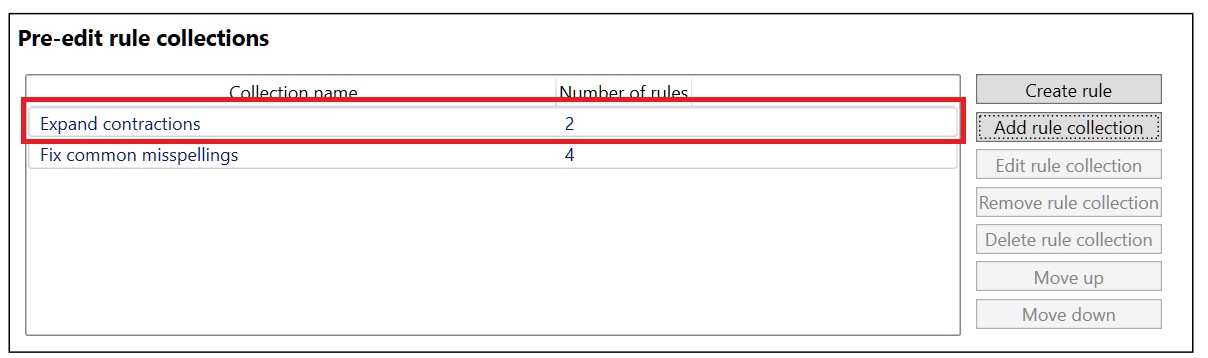 Pre-edit rule collections
Collection name Number of rules
Expand contractions 2
Fix common misspellings 4
Create rule
Add rule collection
Edit rule collection
Remove rule collection
Delete rule collection
Move up
Move down